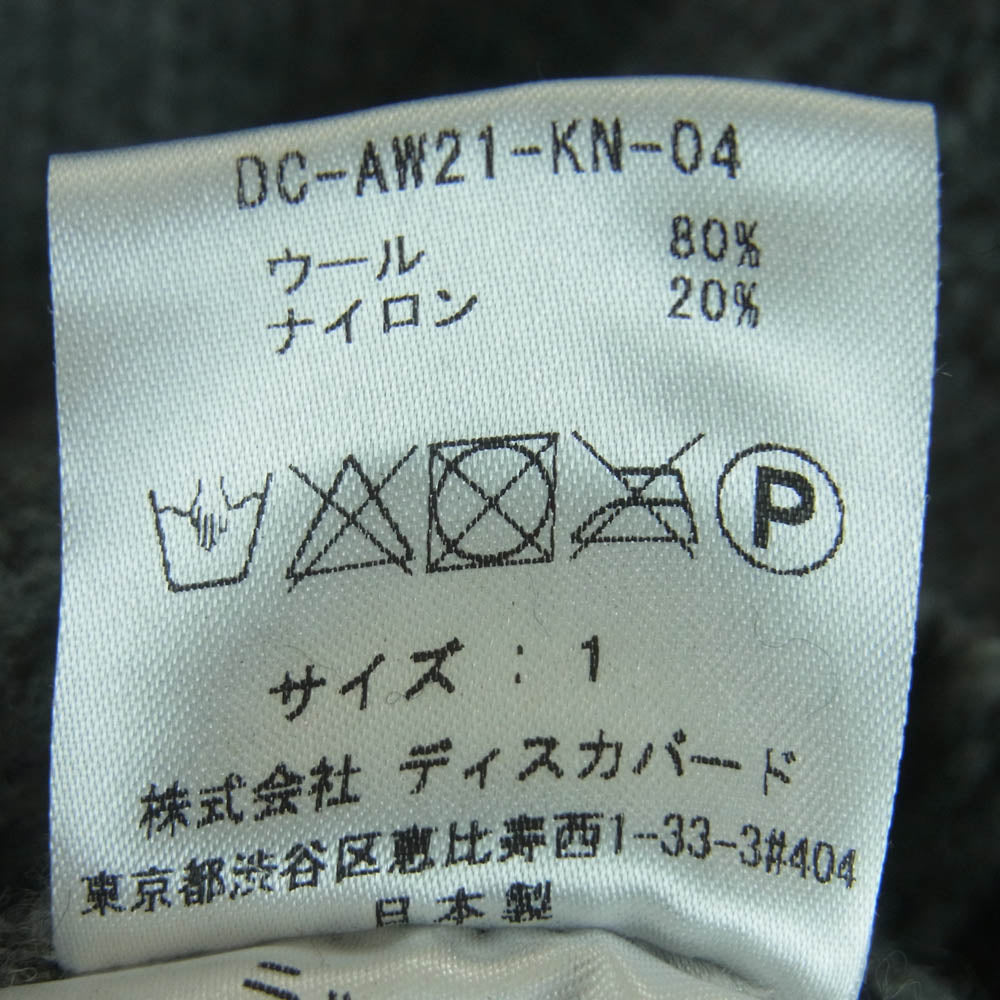 DC-AW21-KN-04
ウール 80%
ナイロン 20%
P
サイズ : 1
株式会社 ディスカバード
東京都渋谷区恵比寿西1-33-3#404
日本製